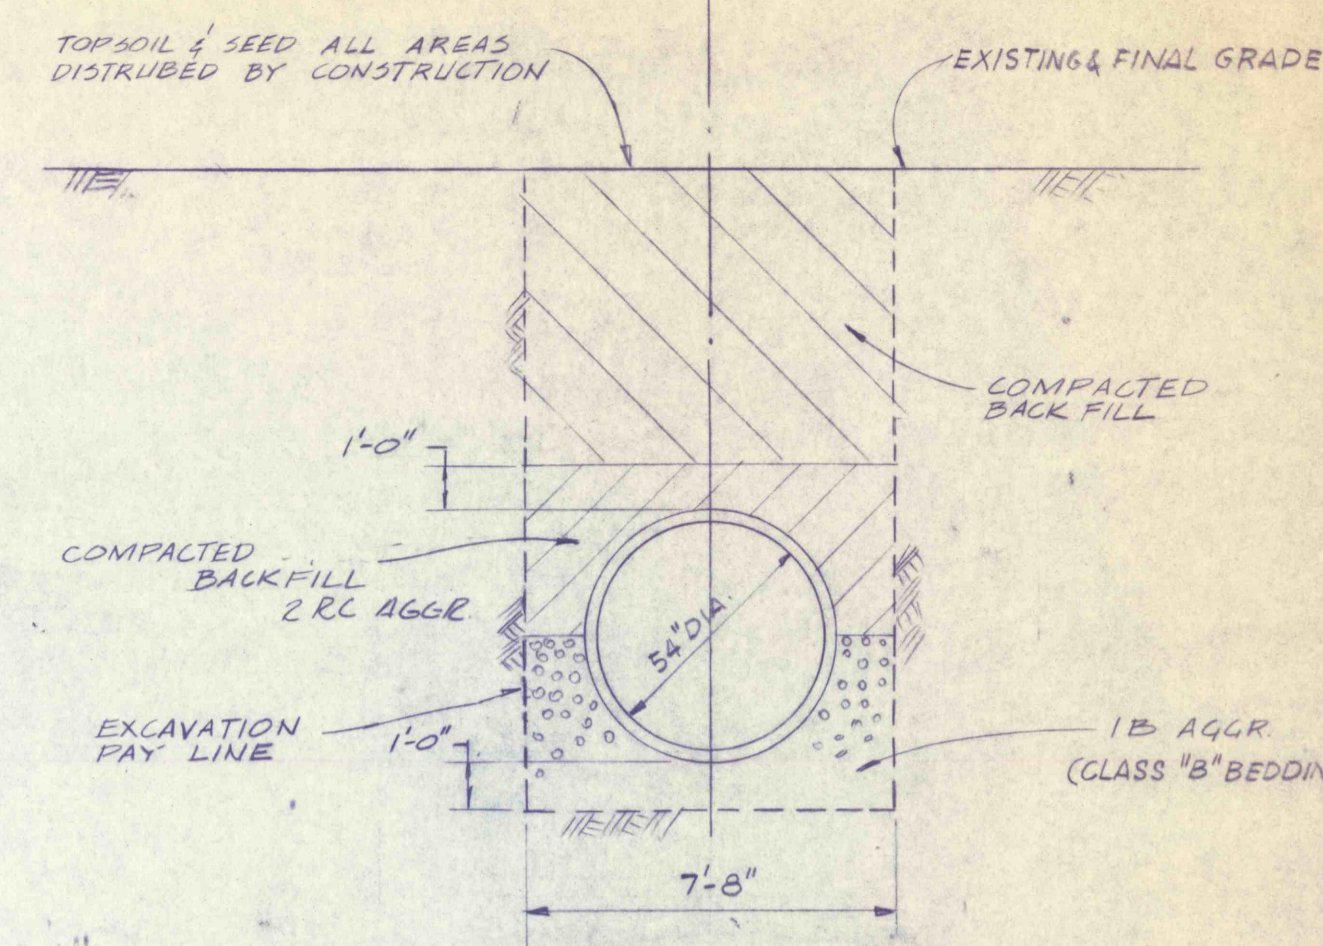 TOPSOIL & SEED ALL AREAS
DISTRUBED BY CONSTRUCTION
EXISTING & FINAL GRADE
COMPACTED
BACK FILL
1'-0"
COMPACTED
BACKFILL
2 RC AGGR.
54" DIA.
EXCAVATION
PAY LINE
1'-0"
1B AGGR.
(CLASS "B" BEDDIN
7'-8"